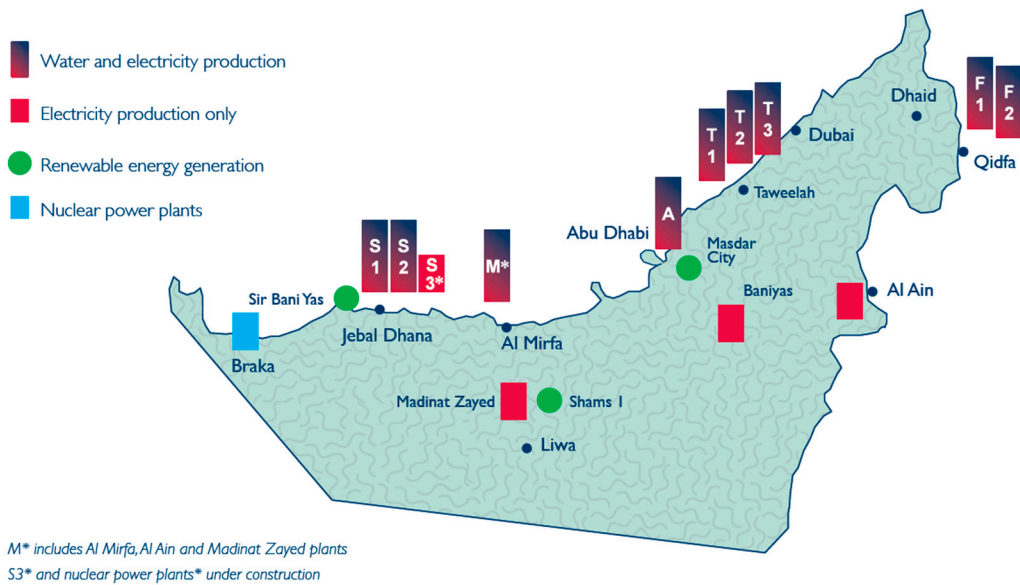 Water and electricity production
Electricity production only
Renewable energy generation
Nuclear power plants
F
1
F
2
T
1
T
2
T
3
Dhaid
Dubai
Qidfa
Taweelah
A
Abu Dhabi
Masdar
City
S
1
S
2
S
3*
M*
Sir Bani Yas
Baniyas
Al Ain
Jebal Dhana
Al Mirfa
Braka
Madinat Zayed
Shams 1
Liwa
M* includes Al Mirfa, Al Ain and Madinat Zayed plants
S3* and nuclear power plants* under construction